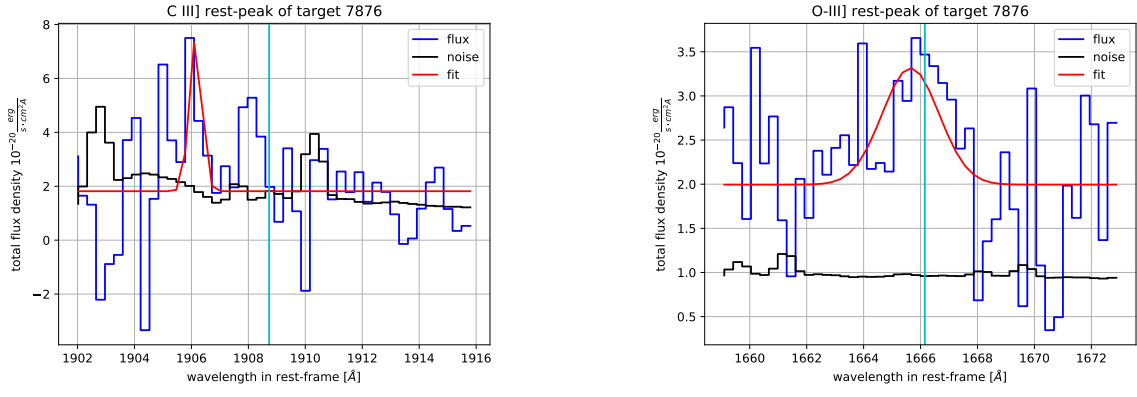 C III] rest-peak of target 7876
flux
noise
fit
total flux density 10⁻²⁰ erg/(s·cm²A)
8
6
4
2
0
−2
1902 1904 1906 1908 1910 1912 1914 1916
wavelength in rest-frame [Å]
O-III] rest-peak of target 7876
flux
noise
fit
total flux density 10⁻²⁰ erg/(s·cm²A)
3.5
3.0
2.5
2.0
1.5
1.0
0.5
1660 1662 1664 1666 1668 1670 1672
wavelength in rest-frame [Å]